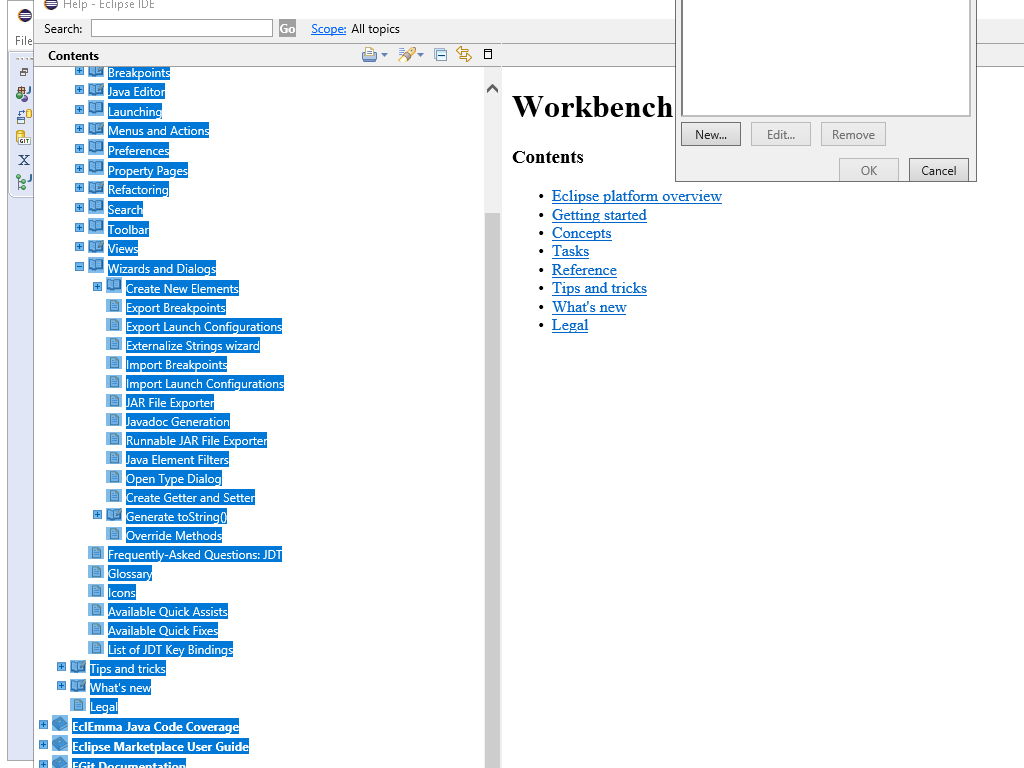 Help - Eclipse IDE
File
Search:
Go
Scope: All topics
Contents
Breakpoints
Java Editor
Launching
Menus and Actions
Preferences
Property Pages
Refactoring
Search
Toolbar
Views
Wizards and Dialogs
Create New Elements
Export Breakpoints
Export Launch Configurations
Externalize Strings wizard
Import Breakpoints
Import Launch Configurations
JAR File Exporter
Javadoc Generation
Runnable JAR File Exporter
Java Element Filters
Open Type Dialog
Create Getter and Setter
Generate toString()
Override Methods
Frequently-Asked Questions: JDT
Glossary
Icons
Available Quick Assists
Available Quick Fixes
List of JDT Key Bindings
Tips and tricks
What's new
Legal
EclEmma Java Code Coverage
Eclipse Marketplace User Guide
EGit Documentation
Workbench
Contents
• Eclipse platform overview
• Getting started
• Concepts
• Tasks
• Reference
• Tips and tricks
• What's new
• Legal
New...
Edit...
Remove
OK
Cancel
GIT